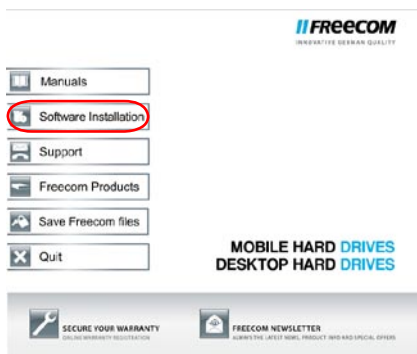 FREECOM
INNOVATIVE GERMAN QUALITY
Manuals
Software Installation
Support
Freecom Products
Save Freecom files
Quit
MOBILE HARD DRIVES
DESKTOP HARD DRIVES
SECURE YOUR WARRANTY
ONLINE WARRANTY REGISTRATION
FREECOM NEWSLETTER
ALWAYS THE LATEST NEWS, PRODUCT INFO AND SPECIAL OFFERS